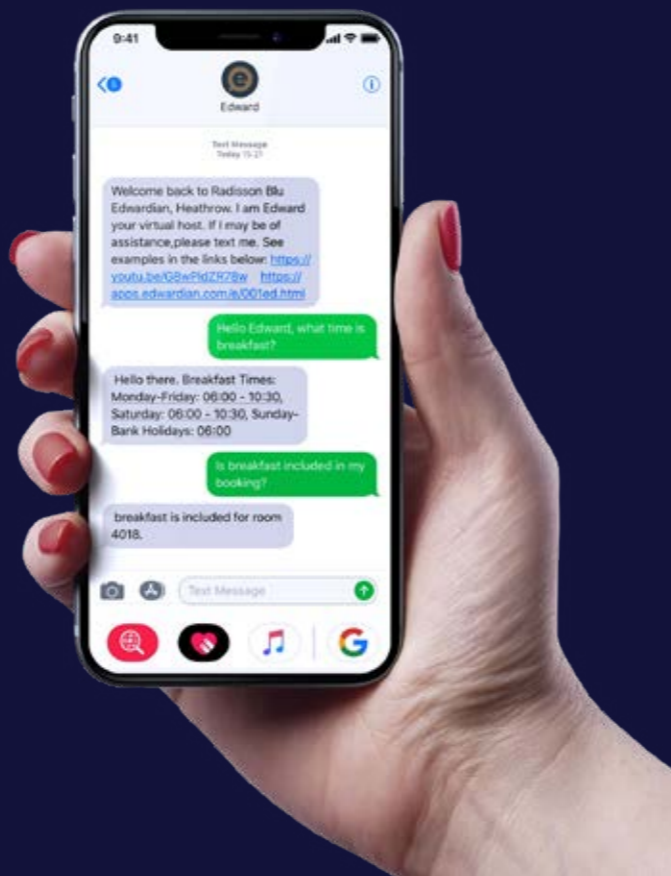 9:41
Edward
Text Message
Today 15:21
Welcome back to Radisson Blu
Edwardian, Heathrow. I am Edward
your virtual host. If I may be of
assistance,please text me. See
examples in the links below: https://
youtu.be/G8wPldZR78w https://
apps.edwardian.com/e/001ed.html
Hello Edward, what time is
breakfast?
Hello there. Breakfast Times:
Monday-Friday: 06:00 - 10:30,
Saturday: 06:00 - 10:30, Sunday-
Bank Holidays: 06:00
Is breakfast included in my
booking?
breakfast is included for room
4018.
Text Message